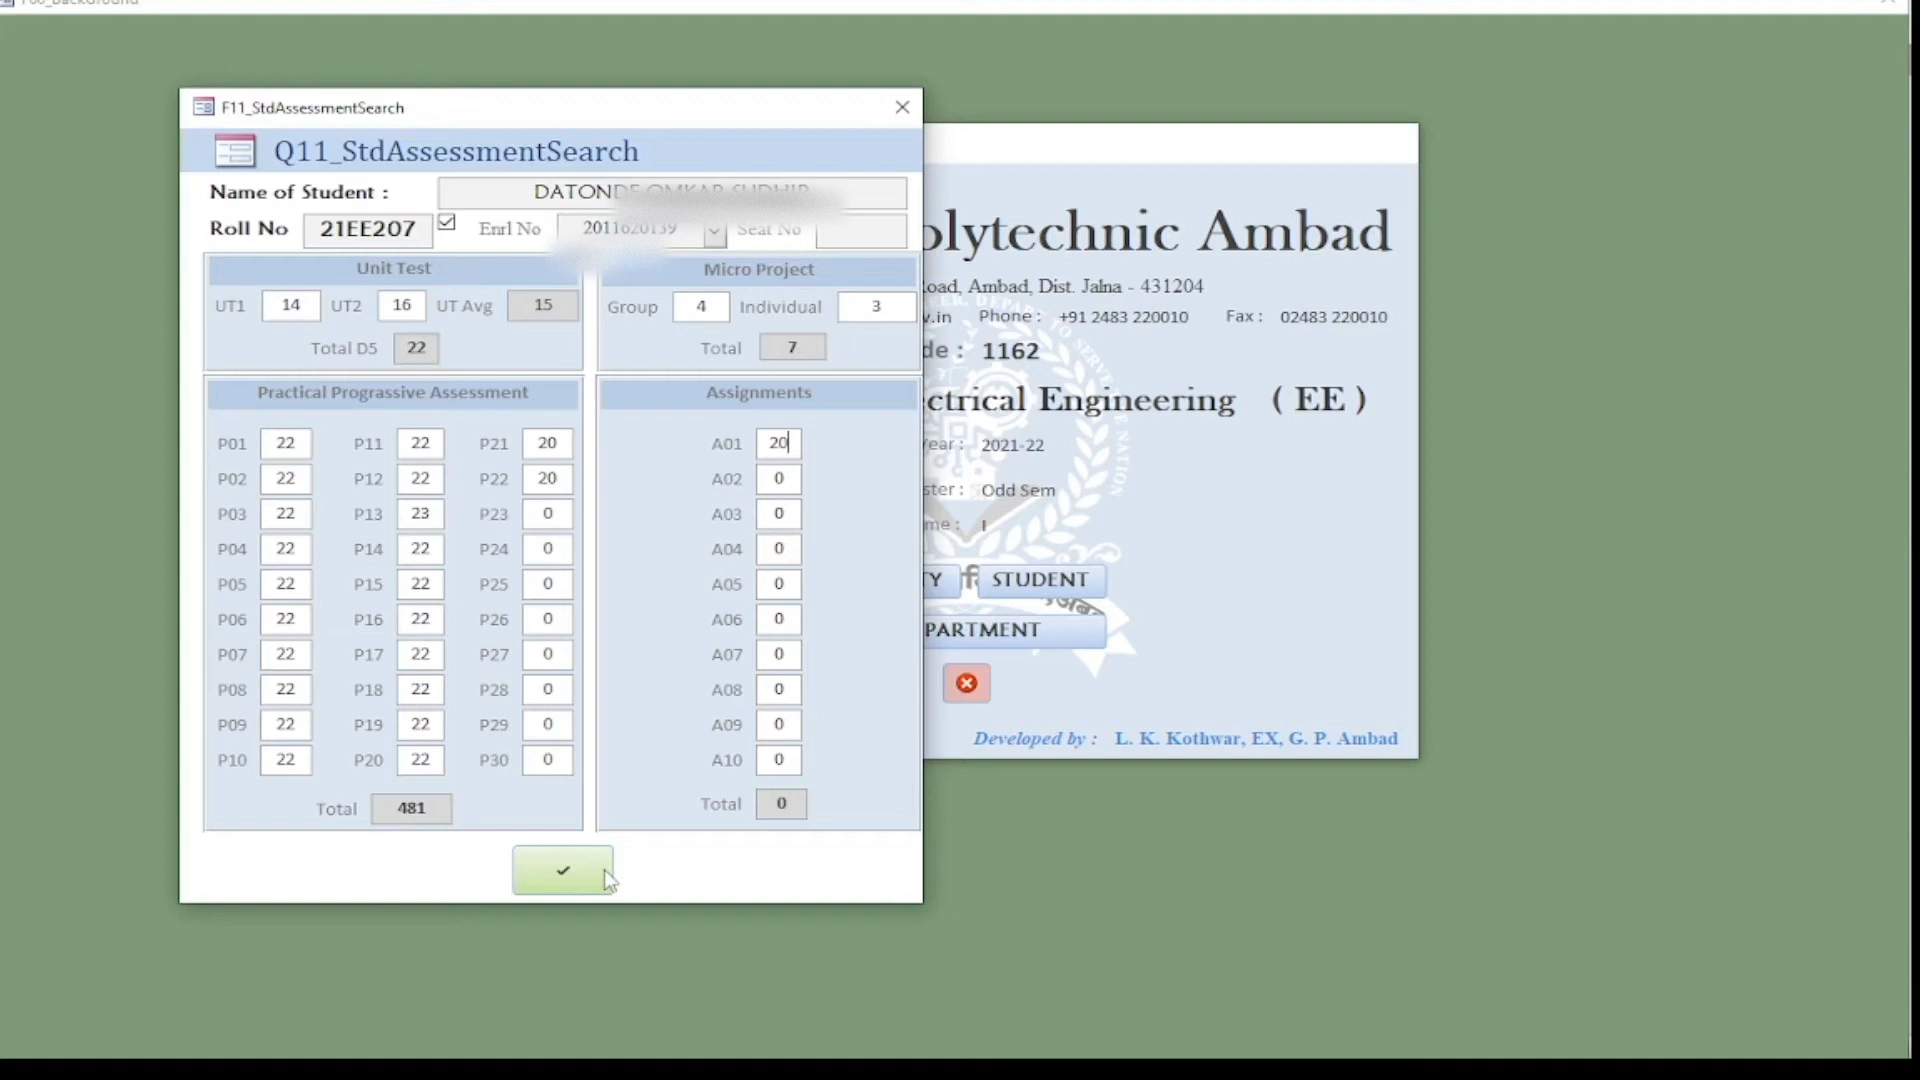 F11_StdAssessmentSearch
Q11_StdAssessmentSearch
Name of Student :
Roll No 21EE207 Enrl No Seat No
Unit Test
UT1 14 UT2 16 UT Avg 15
Total D5 22
Micro Project
Group 4 Individual 3
Total 7
Practical Prograssive Assessment
P01 22 P11 22 P21 20
P02 22 P12 22 P22 20
P03 22 P13 23 P23 0
P04 22 P14 22 P24 0
P05 22 P15 22 P25 0
P06 22 P16 22 P26 0
P07 22 P17 22 P27 0
P08 22 P18 22 P28 0
P09 22 P19 22 P29 0
P10 22 P20 22 P30 0
Total 481
Assignments
A01 20
A02 0
A03 0
A04 0
A05 0
A06 0
A07 0
A08 0
A09 0
A10 0
Total 0
olytechnic Ambad
oad, Ambad, Dist. Jalna - 431204
v.in Phone : +91 2483 220010 Fax : 02483 220010
de : 1162
ctrical Engineering ( EE )
Year : 2021-22
ster : Odd Sem
me : I
TY STUDENT
PARTMENT
Developed by : L. K. Kothwar, EX, G. P. Ambad